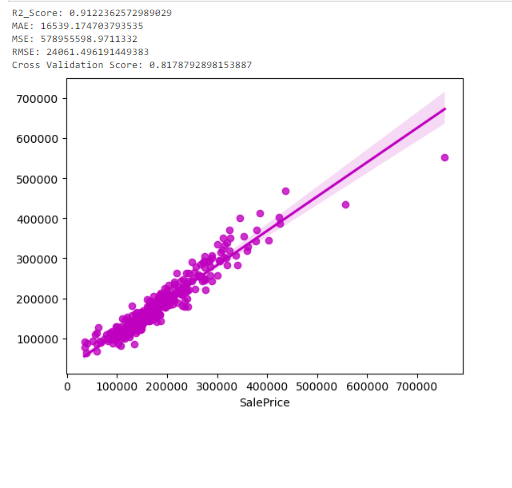 R2_Score: 0.9122362572989029
MAE: 16539.174703793535
MSE: 578955598.9711332
RMSE: 24061.496191449383
Cross Validation Score: 0.8178792898153887
700000
600000
500000
400000
300000
200000
100000
0 100000 200000 300000 400000 500000 600000 700000
SalePrice